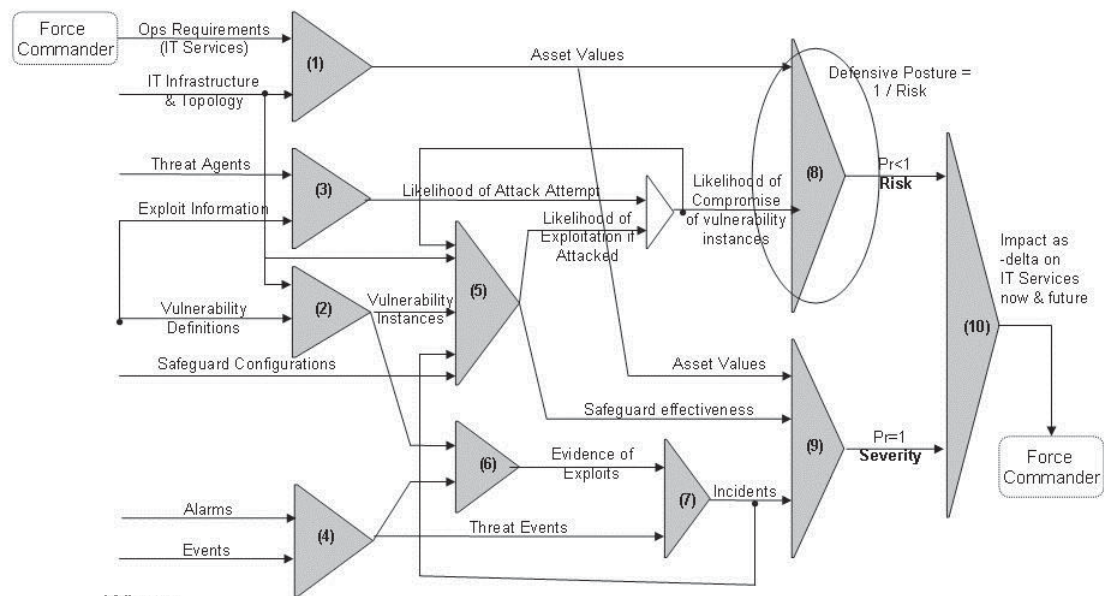 Force
Commander
Ops Requirements
(IT Services)
(1)
IT Infrastructure
& Topology
Asset Values
Defensive Posture =
1 / Risk
Threat Agents
(3)
Exploit Information
Likelihood of Attack Attempt
Likelihood of
Exploitation if
Attacked
Likelihood of
Compromise
of vulnerability
instances
(8)
Pr<1
Risk
Vulnerability
Definitions
(2)
Vulnerability
Instances
(5)
Safeguard Configurations
Impact as
-delta on
IT Services
now & future
(10)
Asset Values
Safeguard effectiveness
(9)
Pr=1
Severity
(6)
Evidence of
Exploits
(7)
Incidents
Alarms
Events
(4)
Threat Events
Force
Commander